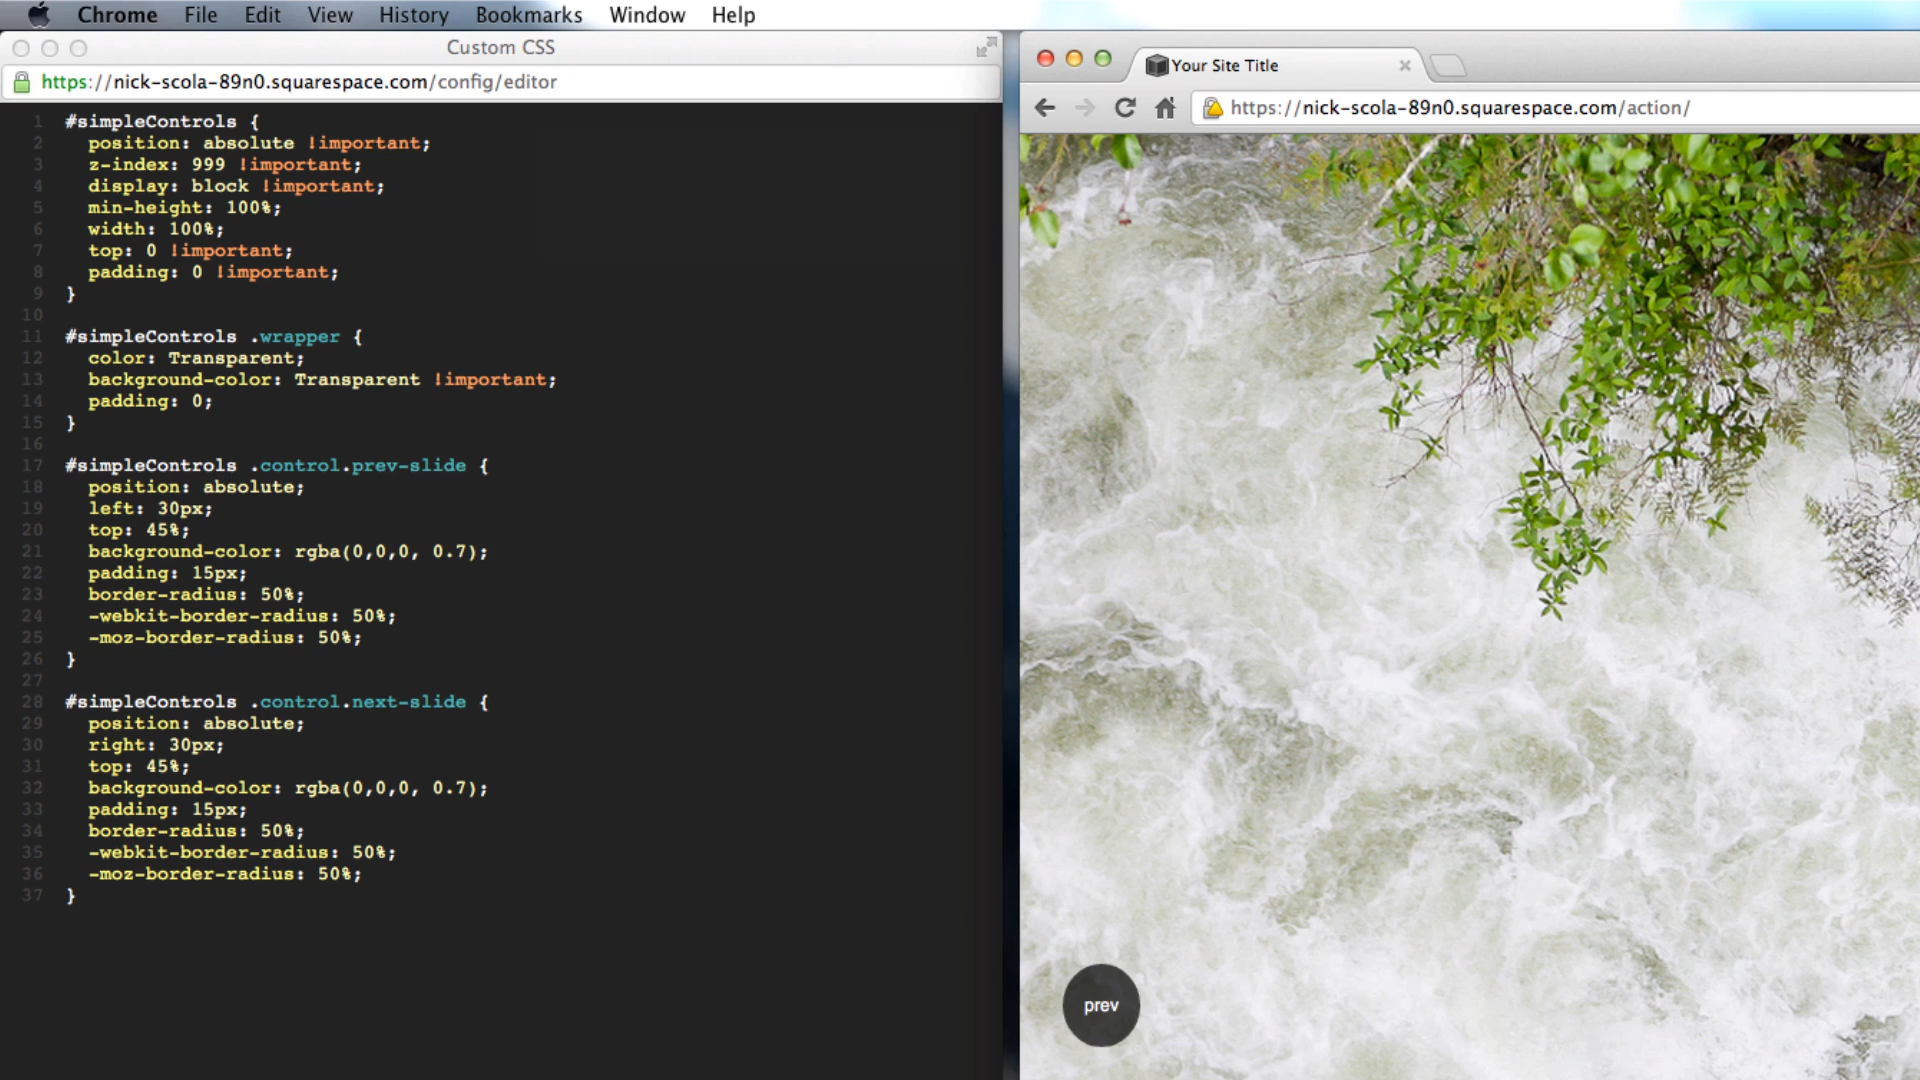 Chrome File Edit View History Bookmarks Window Help
Custom CSS
https://nick-scola-89n0.squarespace.com/config/editor
1 #simpleControls {
2 position: absolute !important;
3 z-index: 999 !important;
4 display: block !important;
5 min-height: 100%;
6 width: 100%;
7 top: 0 !important;
8 padding: 0 !important;
9 }
10
11 #simpleControls .wrapper {
12 color: Transparent;
13 background-color: Transparent !important;
14 padding: 0;
15 }
16
17 #simpleControls .control.prev-slide {
18 position: absolute;
19 left: 30px;
20 top: 45%;
21 background-color: rgba(0,0,0, 0.7);
22 padding: 15px;
23 border-radius: 50%;
24 -webkit-border-radius: 50%;
25 -moz-border-radius: 50%;
26 }
27
28 #simpleControls .control.next-slide {
29 position: absolute;
30 right: 30px;
31 top: 45%;
32 background-color: rgba(0,0,0, 0.7);
33 padding: 15px;
34 border-radius: 50%;
35 -webkit-border-radius: 50%;
36 -moz-border-radius: 50%;
37 }
Your Site Title
https://nick-scola-89n0.squarespace.com/action/
prev